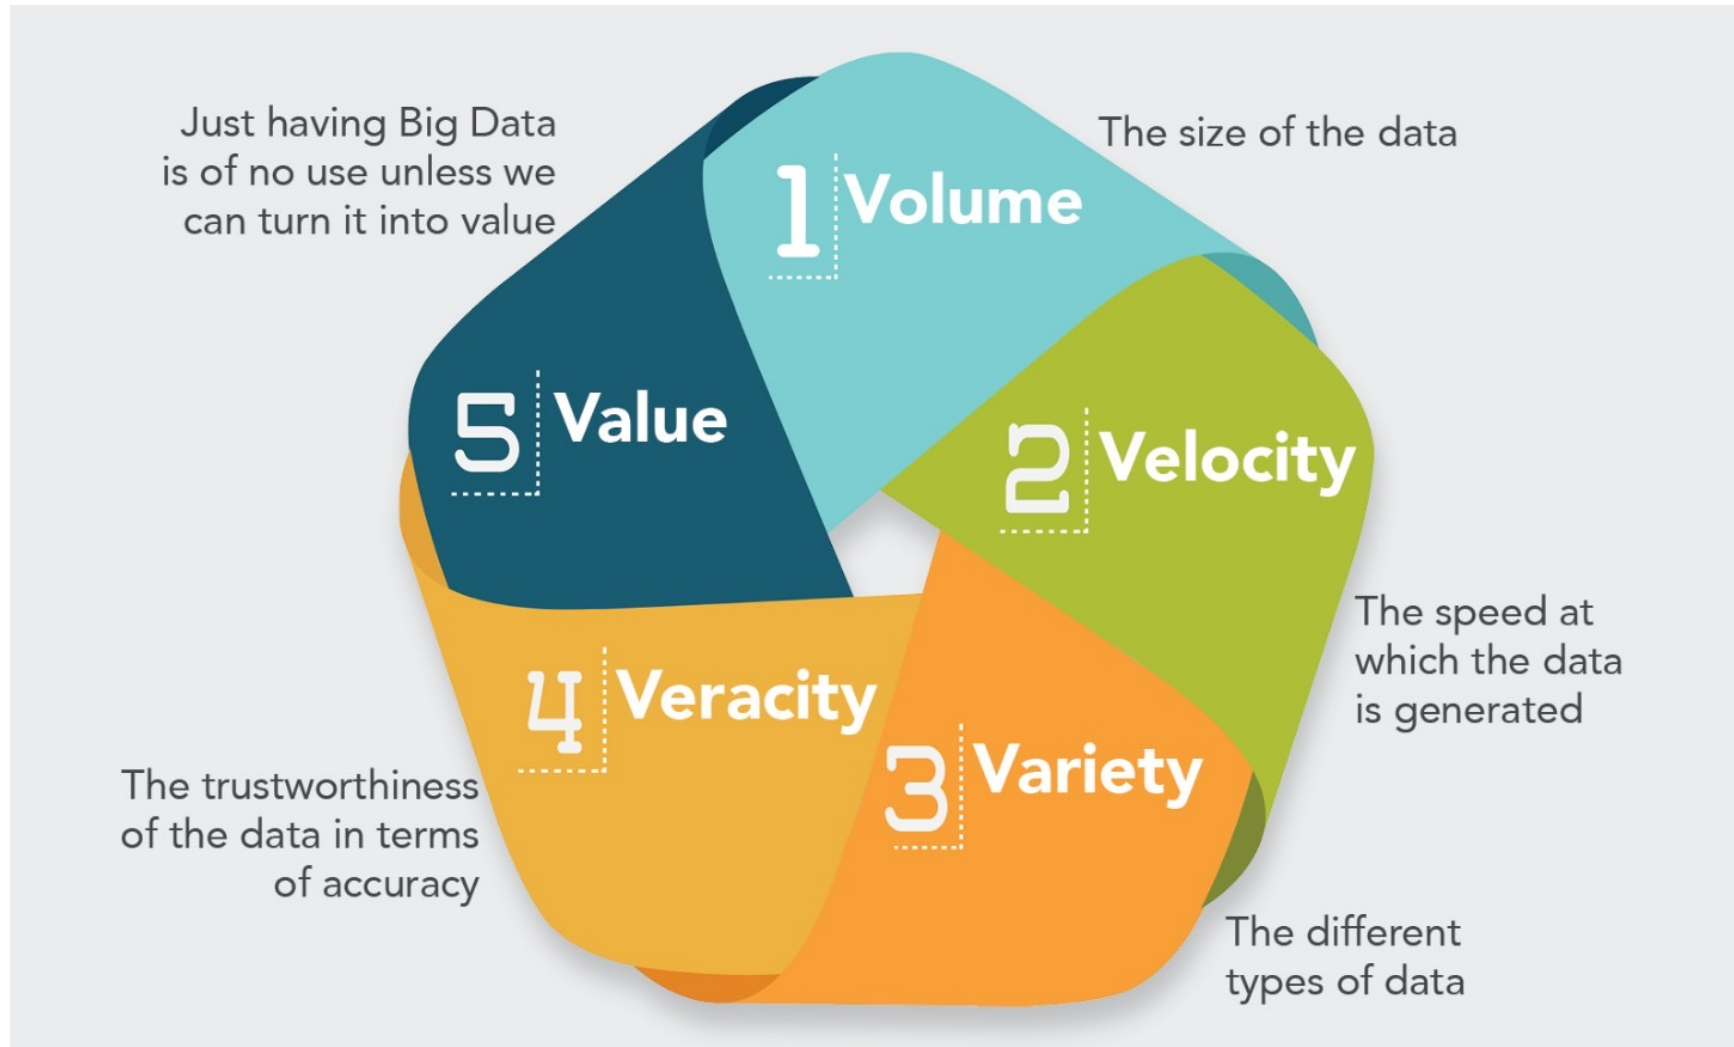 1 Volume
The size of the data
2 Velocity
The speed at
which the data
is generated
3 Variety
The different
types of data
4 Veracity
The trustworthiness
of the data in terms
of accuracy
5 Value
Just having Big Data
is of no use unless we
can turn it into value